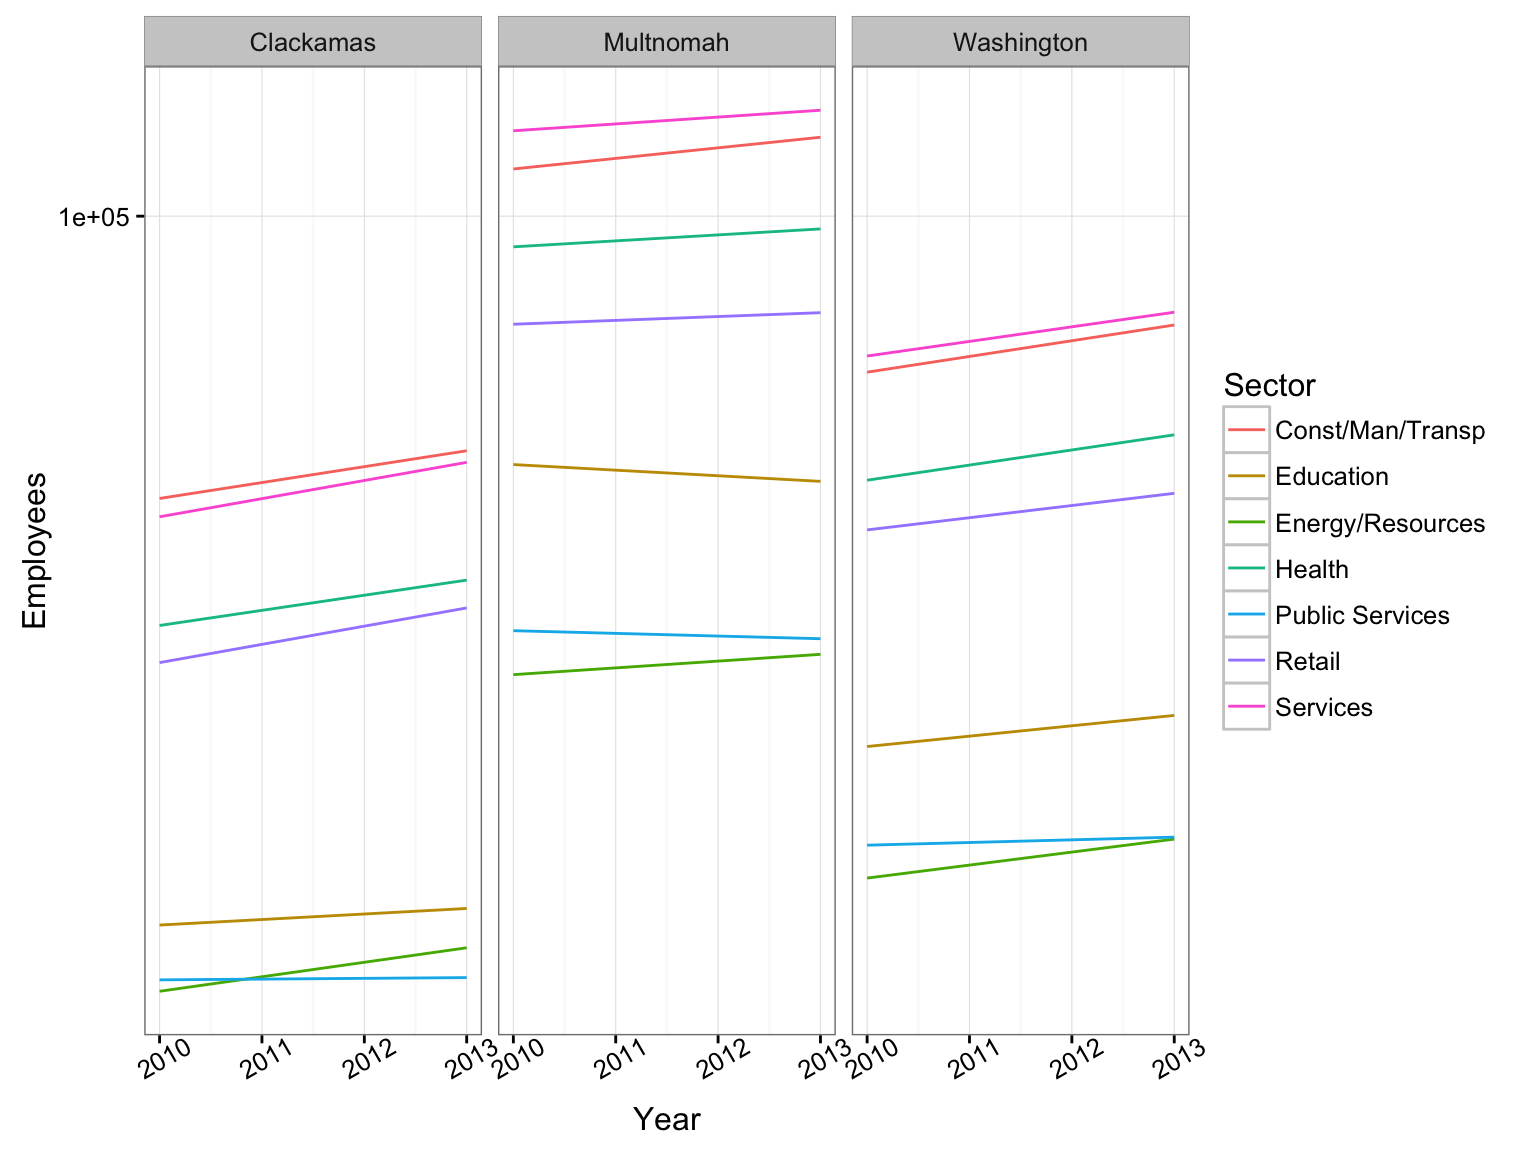 Clackamas
Multnomah
Washington
1e+05
Employees
2010
2011
2012
2013
2010
2011
2012
2013
2010
2011
2012
2013
Year
Sector
Const/Man/Transp
Education
Energy/Resources
Health
Public Services
Retail
Services